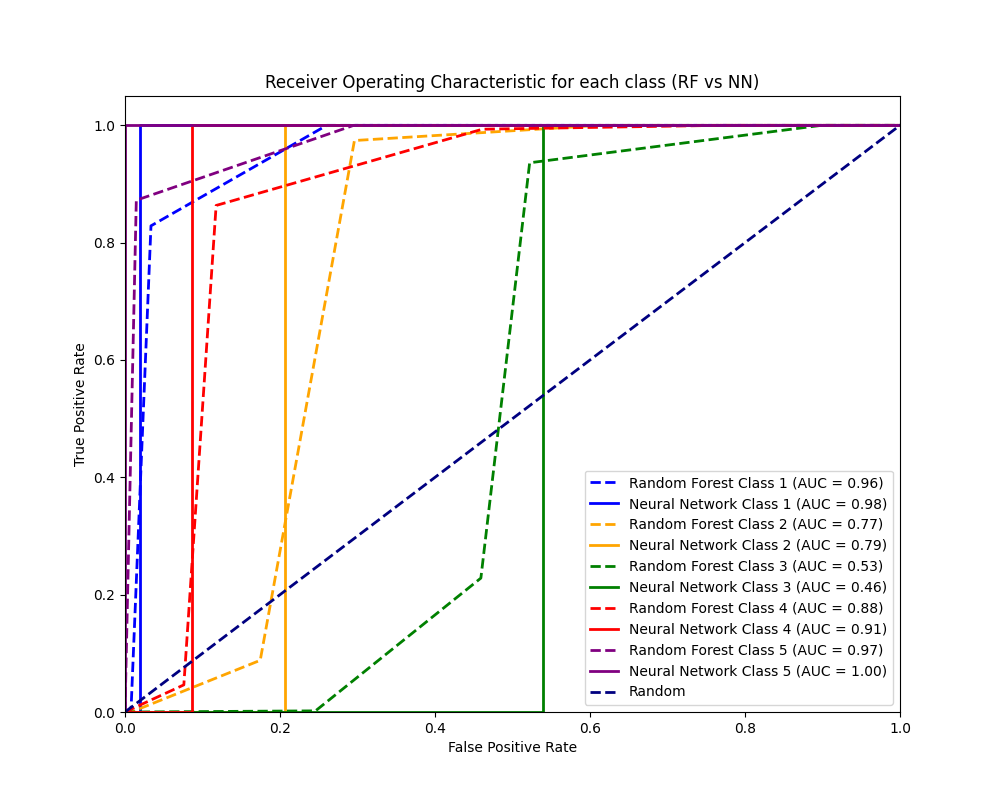 Receiver Operating Characteristic for each class (RF vs NN)
True Positive Rate
1.0
0.8
0.6
0.4
0.2
0.0
Random Forest Class 1 (AUC = 0.96)
Neural Network Class 1 (AUC = 0.98)
Random Forest Class 2 (AUC = 0.77)
Neural Network Class 2 (AUC = 0.79)
Random Forest Class 3 (AUC = 0.53)
Neural Network Class 3 (AUC = 0.46)
Random Forest Class 4 (AUC = 0.88)
Neural Network Class 4 (AUC = 0.91)
Random Forest Class 5 (AUC = 0.97)
Neural Network Class 5 (AUC = 1.00)
Random
0.0 0.2 0.4 0.6 0.8 1.0
False Positive Rate